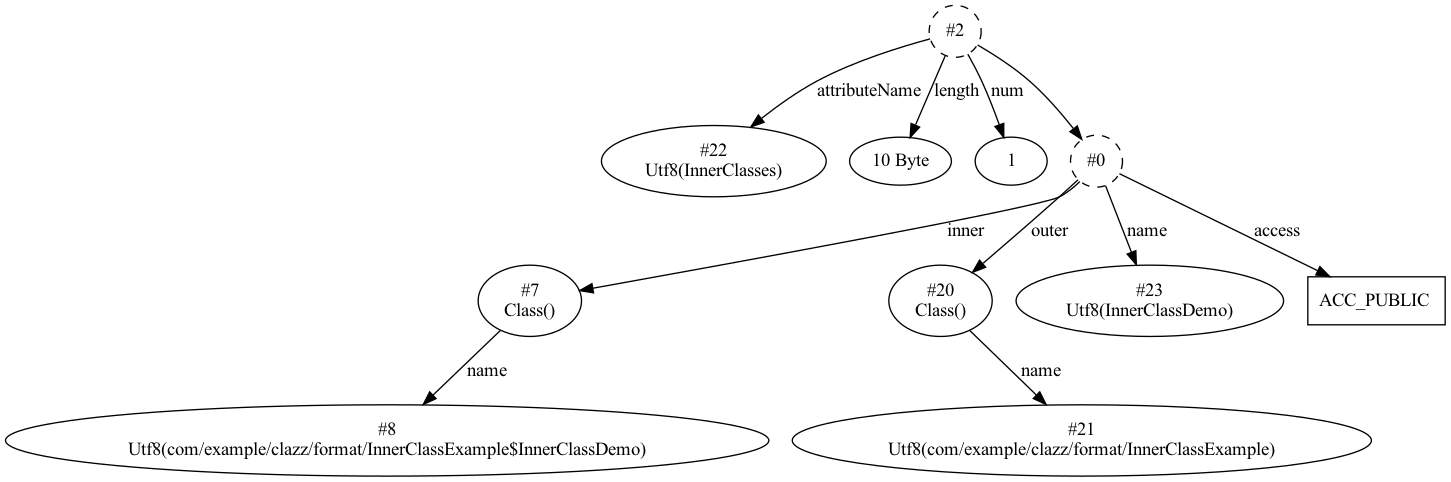 #2
attributeName
length
num
#22
Utf8(InnerClasses)
10 Byte
1
#0
inner
outer
name
access
#7
Class()
#20
Class()
#23
Utf8(InnerClassDemo)
ACC_PUBLIC
name
name
#8
Utf8(com/example/clazz/format/InnerClassExample$InnerClassDemo)
#21
Utf8(com/example/clazz/format/InnerClassExample)